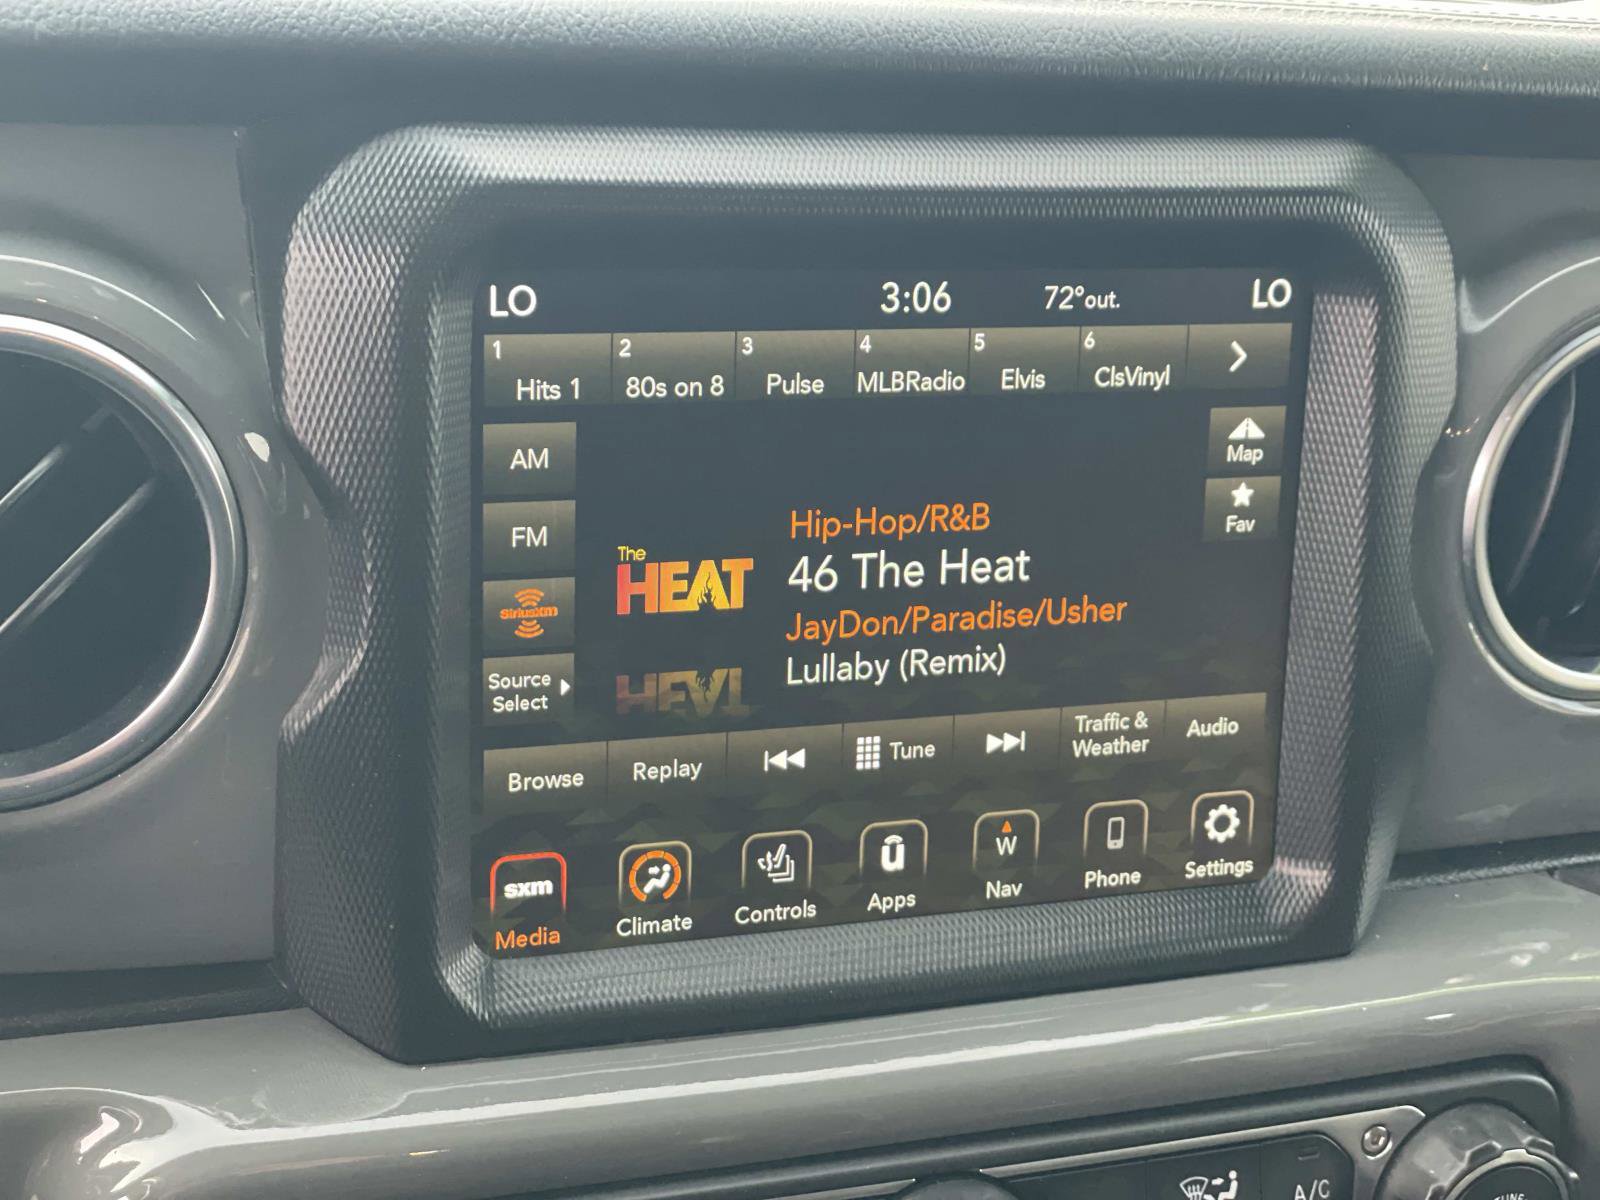 LO 3:06 72°out. LO
1 2 3 4 5 6
Hits 1 80s on 8 Pulse MLBRadio Elvis ClsVinyl
AM
Map
FM
Fav
Hip-Hop/R&B
The
HEAT
46 The Heat
SiriusXM
JayDon/Paradise/Usher
Lullaby (Remix)
Source
Select
Browse Replay Tune Traffic & Audio
Weather
sxm W
Media Climate Controls Apps Nav Phone Settings
A/C
TUNE